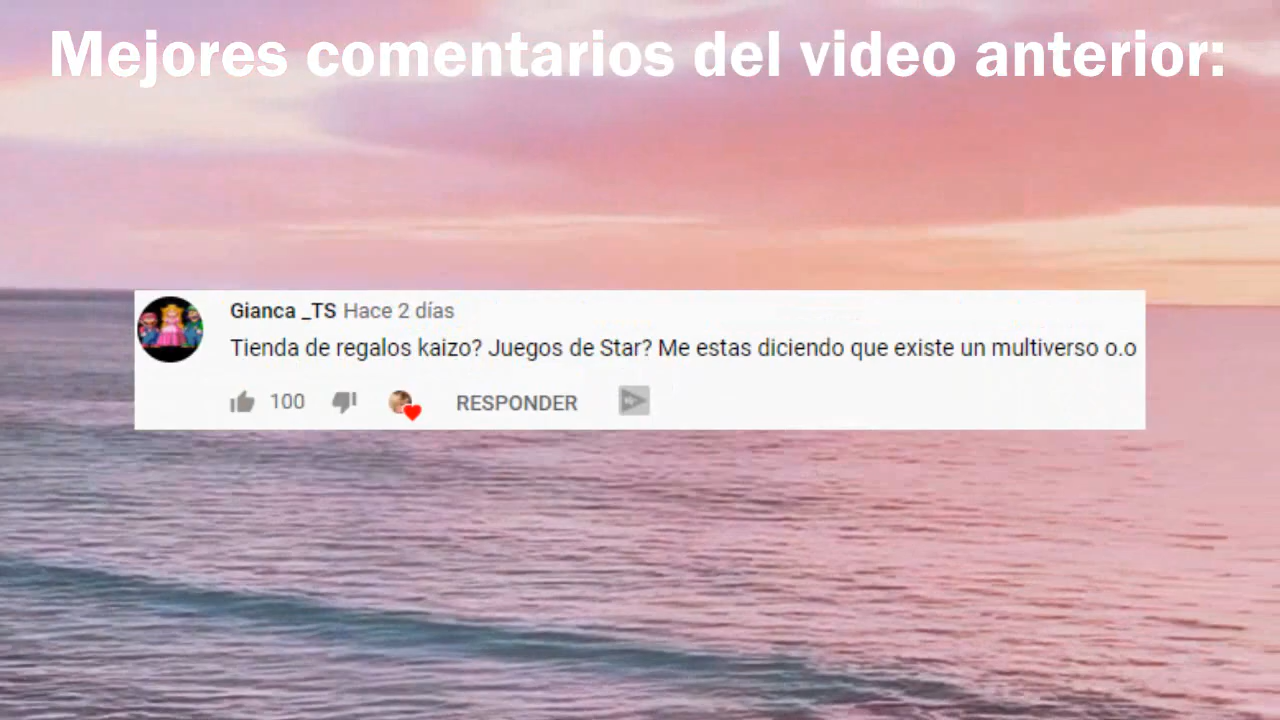 Mejores comentarios del video anterior:
Gianca _TS Hace 2 días
Tienda de regalos kaizo? Juegos de Star? Me estas diciendo que existe un multiverso o.o
100 RESPONDER